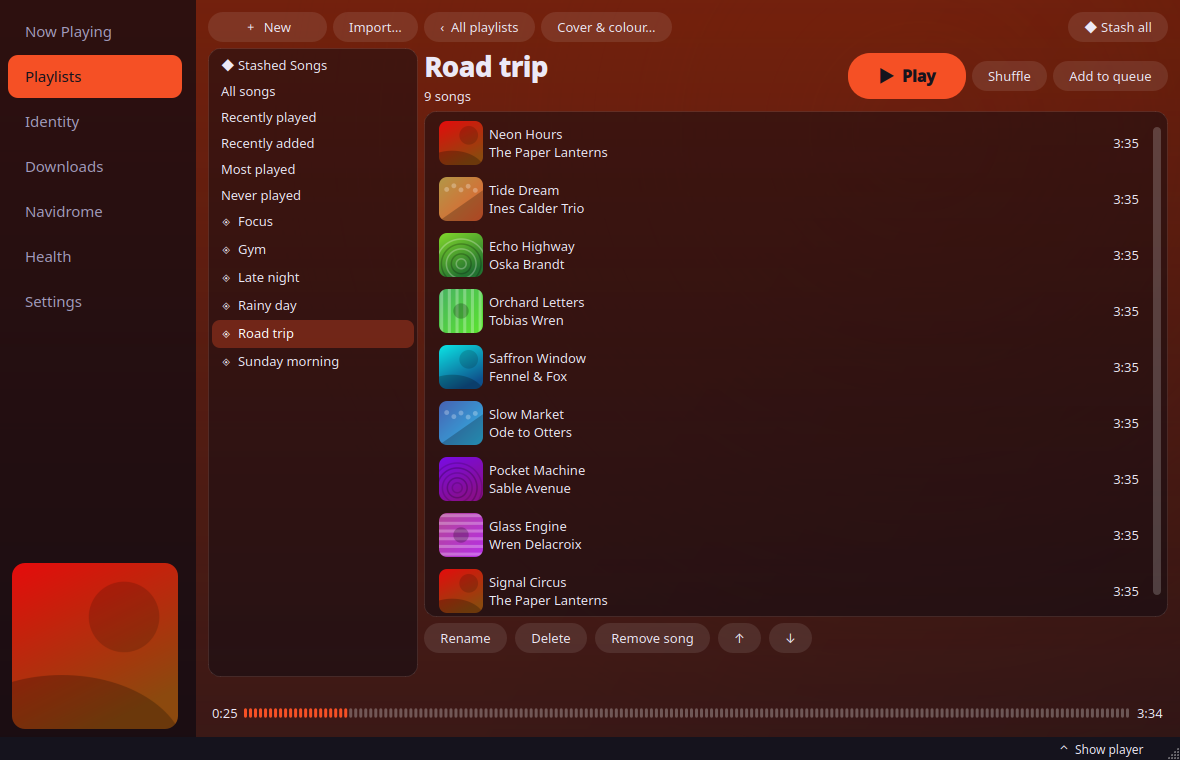 Now Playing
Playlists
Identity
Downloads
Navidrome
Health
Settings
+ New
Import...
‹ All playlists
Cover & colour...
◆ Stash all
◆ Stashed Songs
All songs
Recently played
Recently added
Most played
Never played
◈ Focus
◈ Gym
◈ Late night
◈ Rainy day
◈ Road trip
◈ Sunday morning
Road trip
9 songs
▶ Play
Shuffle
Add to queue
Neon Hours
The Paper Lanterns
3:35
Tide Dream
Ines Calder Trio
3:35
Echo Highway
Oska Brandt
3:35
Orchard Letters
Tobias Wren
3:35
Saffron Window
Fennel & Fox
3:35
Slow Market
Ode to Otters
3:35
Pocket Machine
Sable Avenue
3:35
Glass Engine
Wren Delacroix
3:35
Signal Circus
The Paper Lanterns
3:35
Rename
Delete
Remove song
↑
↓
0:25
3:34
^ Show player